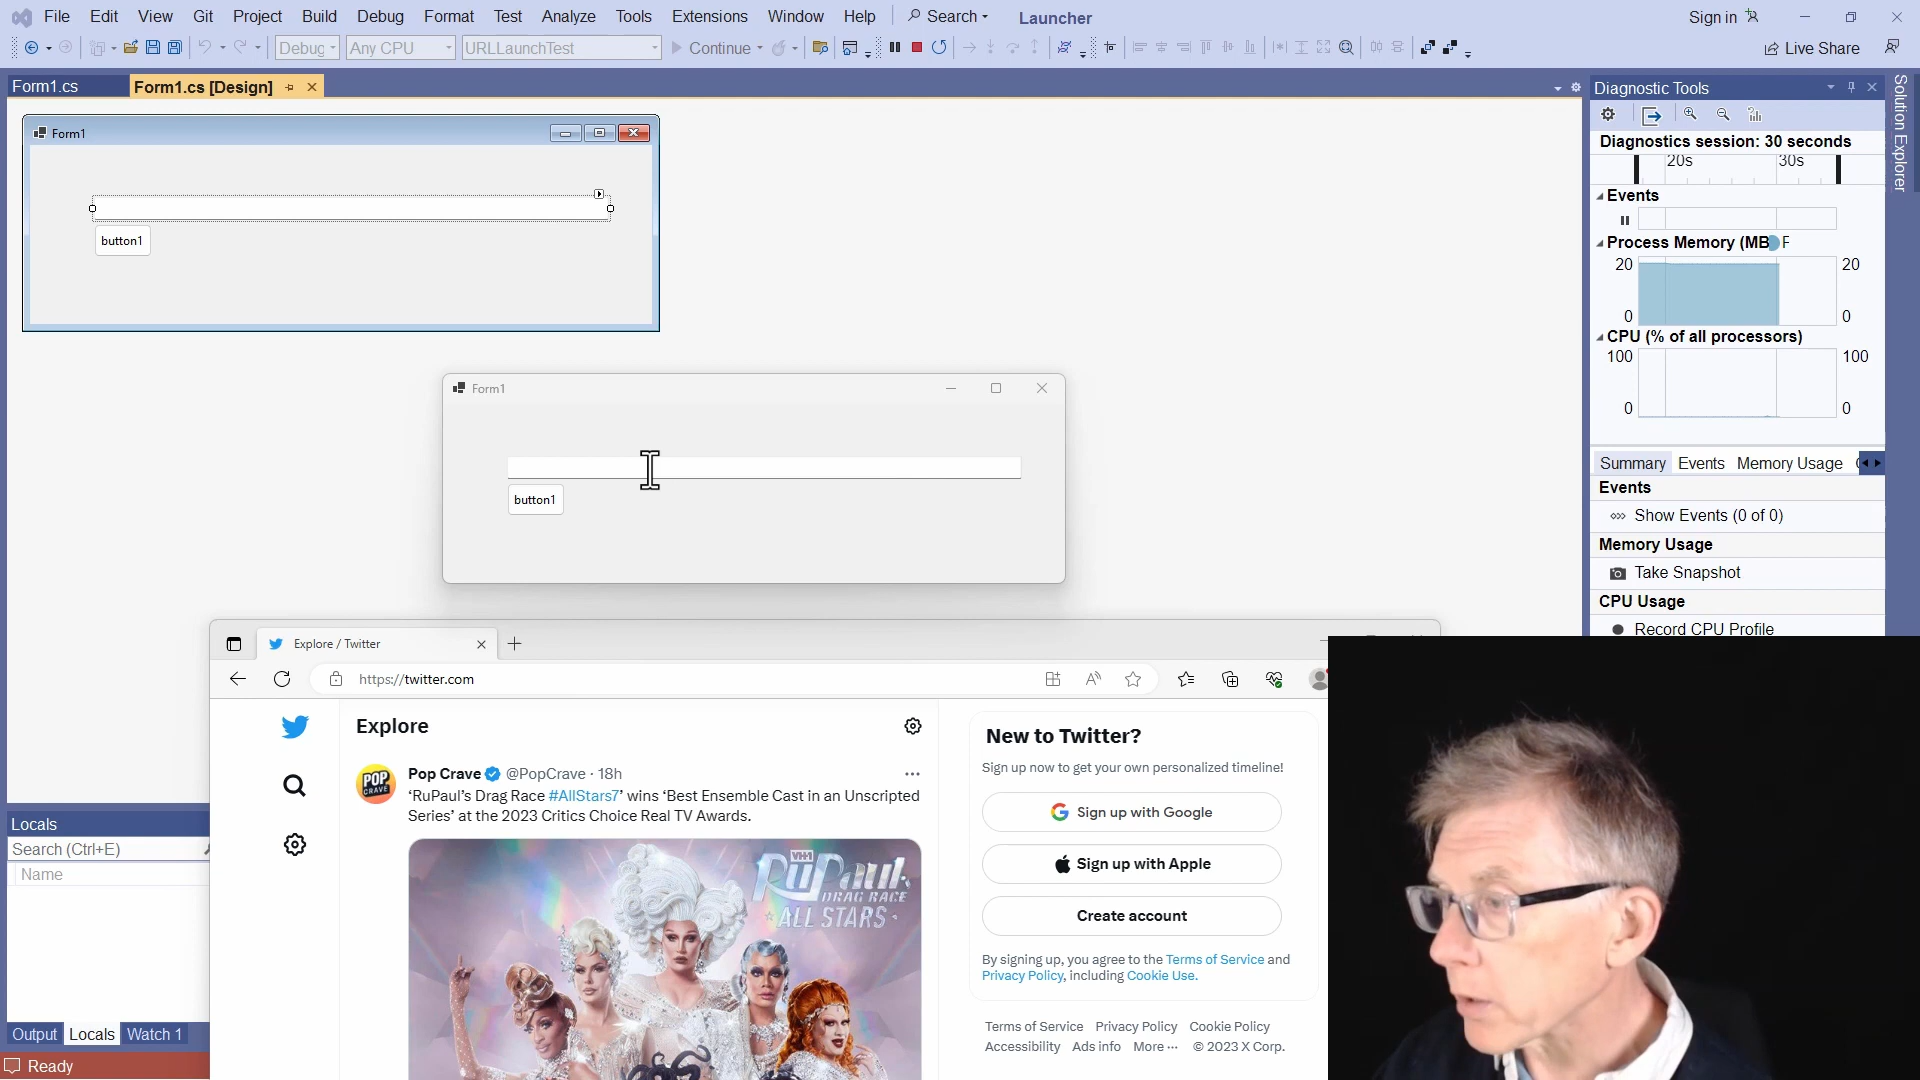 File Edit View Git Project Build Debug Format Test Analyze Tools Extensions Window Help Search Launcher Sign in
Debug Any CPU URLLaunchTest Continue Live Share
Form1.cs Form1.cs [Design]
Form1
button1
Form1
button1
Explore / Twitter
https://twitter.com
Explore
Pop Crave @PopCrave · 18h
‘RuPaul’s Drag Race #AllStars7’ wins ‘Best Ensemble Cast in an Unscripted
Series’ at the 2023 Critics Choice Real TV Awards.
POP
CRAVE
VH1
RuPaul's
DRAG RACE
ALL STARS
New to Twitter?
Sign up now to get your own personalized timeline!
Sign up with Google
Sign up with Apple
Create account
By signing up, you agree to the Terms of Service and
Privacy Policy, including Cookie Use.
Terms of Service Privacy Policy Cookie Policy
Accessibility Ads info More ··· © 2023 X Corp.
Diagnostic Tools
Diagnostics session: 30 seconds
20s 30s
Events
Process Memory (MB) F
20 20
0 0
CPU (% of all processors)
100 100
0 0
Summary Events Memory Usage
Events
Show Events (0 of 0)
Memory Usage
Take Snapshot
CPU Usage
Record CPU Profile
Solution Explorer
Locals
Search (Ctrl+E)
Name
Output Locals Watch 1
Ready